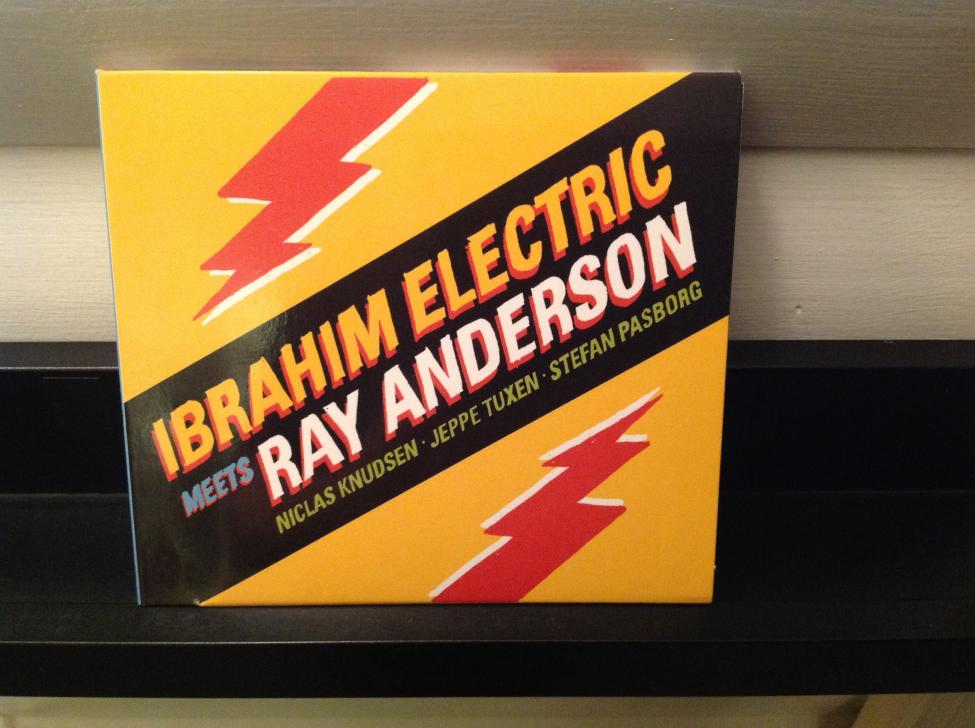 IBRAHIM ELECTRIC
MEETS RAY ANDERSON
NICLAS KNUDSEN · JEPPE TUXEN · STEFAN PASBORG